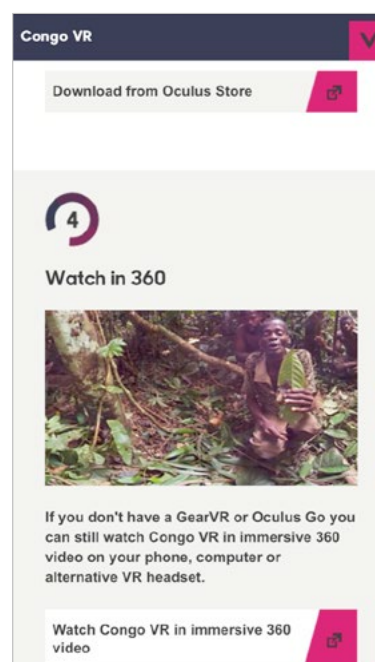 Congo VR
Download from Oculus Store
4
Watch in 360
If you don't have a GearVR or Oculus Go you
can still watch Congo VR in immersive 360
video on your phone, computer or
alternative VR headset.
Watch Congo VR in immersive 360
video